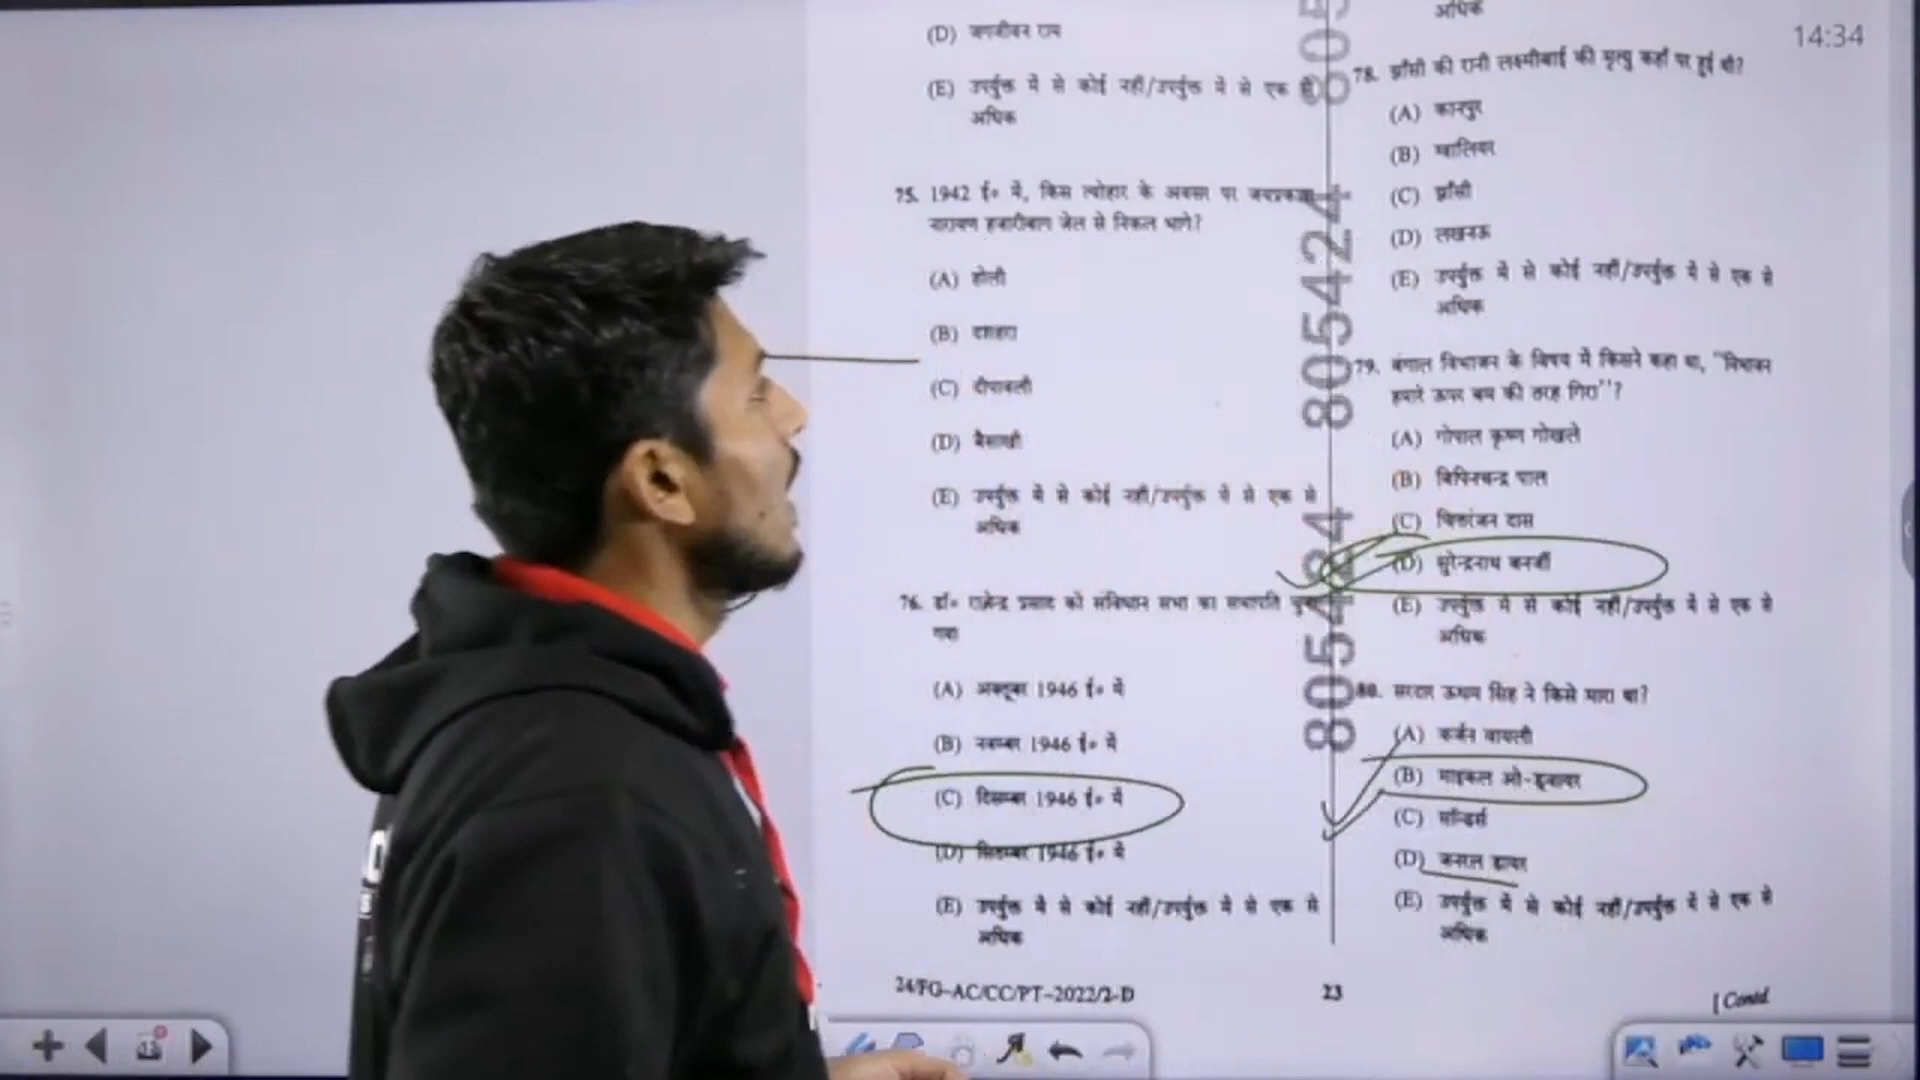 (D) जगजीवन राम
(E) उपर्युक्त में से कोई नहीं/उपर्युक्त में से एक से
अधिक
75. 1942 ई० में, किस त्योहार के अवसर पर जयप्रकाश
नारायण हजारीबाग जेल से निकल भागे?
(A) होली
(B) दशहरा
(C) दीपावली
(D) बैसाखी
(E) उपर्युक्त में से कोई नहीं/उपर्युक्त में से एक से
अधिक
76. डॉ० राजेन्द्र प्रसाद को संविधान सभा का सभापति चुना
गया
(A) अक्टूबर 1946 ई० में
(B) नवम्बर 1946 ई० में
(C) दिसम्बर 1946 ई० में
(D) सितम्बर 1946 ई० में
(E) उपर्युक्त में से कोई नहीं/उपर्युक्त में से एक से
अधिक
24/FG–AC/CC/PT–2022/2-D
23
8054244
8054244
805
अधिक
14:34
78. झाँसी की रानी लक्ष्मीबाई की मृत्यु कहाँ पर हुई थी?
(A) कानपुर
(B) ग्वालियर
(C) झाँसी
(D) लखनऊ
(E) उपर्युक्त में से कोई नहीं/उपर्युक्त में से एक से
अधिक
79. बंगाल विभाजन के विषय में किसने कहा था, "विभाजन
हमारे ऊपर बम की तरह गिरा"?
(A) गोपाल कृष्ण गोखले
(B) बिपिनचन्द्र पाल
(C) चित्तरंजन दास
(D) सुरेन्द्रनाथ बनर्जी
(E) उपर्युक्त में से कोई नहीं/उपर्युक्त में से एक से
अधिक
80. सरदार ऊधम सिंह ने किसे मारा था?
(A) कर्जन वायली
(B) माइकल ओ-डायर
(C) सॉन्डर्स
(D) जनरल डायर
(E) उपर्युक्त में से कोई नहीं/उपर्युक्त में से एक से
अधिक
[ Contd.